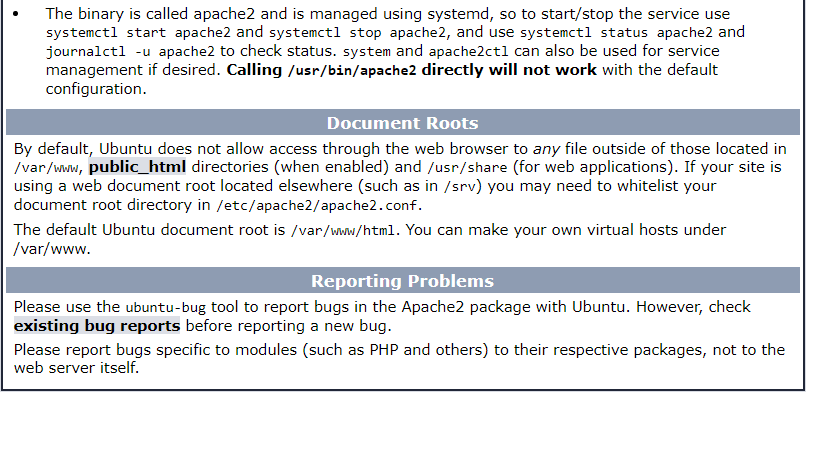 • The binary is called apache2 and is managed using systemd, so to start/stop the service use
systemctl start apache2 and systemctl stop apache2, and use systemctl status apache2 and
journalctl -u apache2 to check status. system and apache2ctl can also be used for service
management if desired. Calling /usr/bin/apache2 directly will not work with the default
configuration.
Document Roots
By default, Ubuntu does not allow access through the web browser to any file outside of those located in
/var/www, public_html directories (when enabled) and /usr/share (for web applications). If your site is
using a web document root located elsewhere (such as in /srv) you may need to whitelist your
document root directory in /etc/apache2/apache2.conf.
The default Ubuntu document root is /var/www/html. You can make your own virtual hosts under
/var/www.
Reporting Problems
Please use the ubuntu-bug tool to report bugs in the Apache2 package with Ubuntu. However, check
existing bug reports before reporting a new bug.
Please report bugs specific to modules (such as PHP and others) to their respective packages, not to the
web server itself.